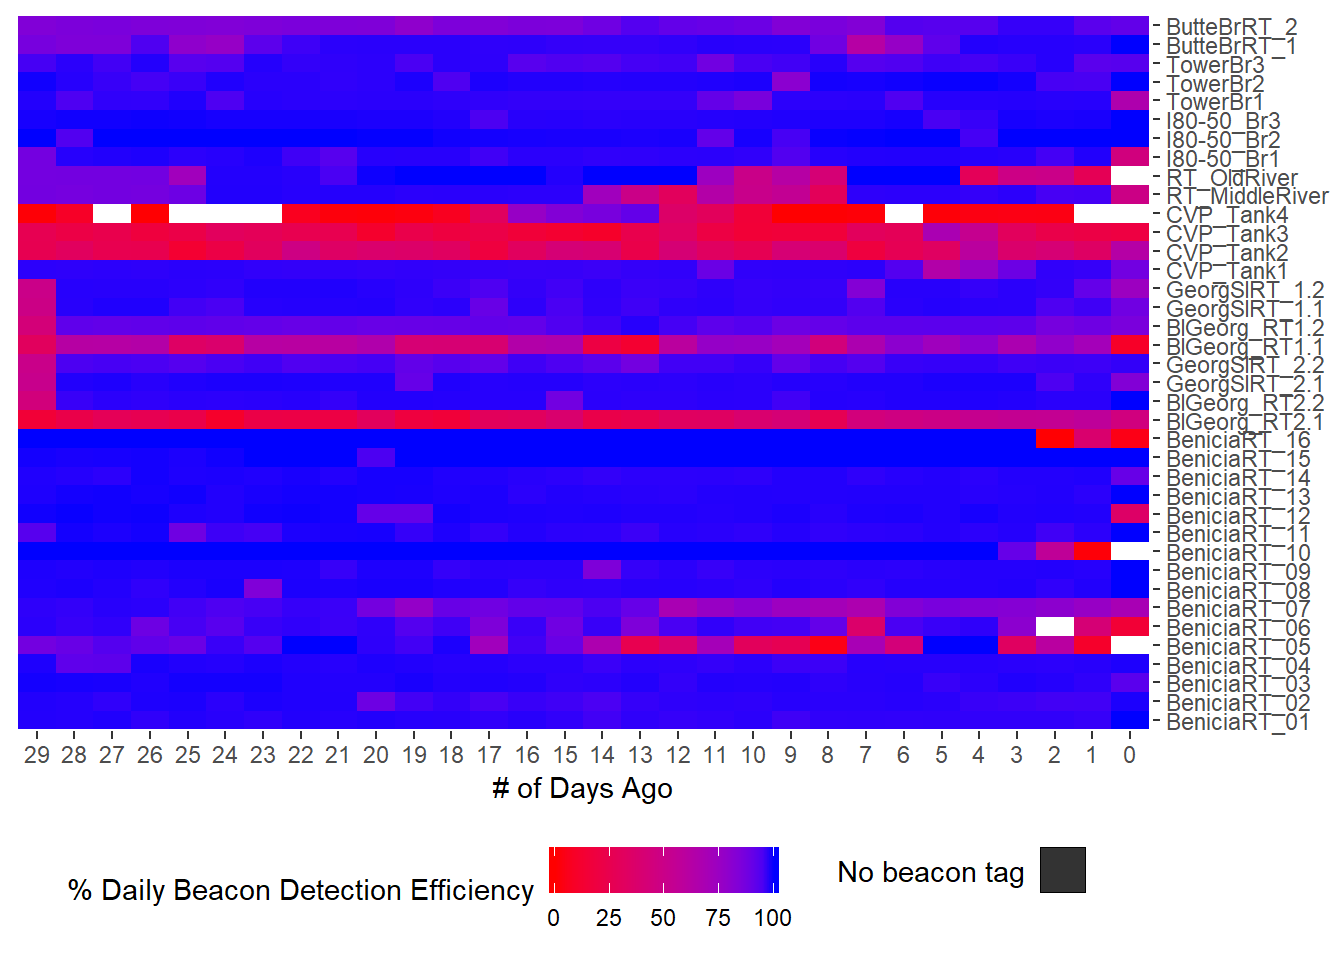 ButteBrRT_2
ButteBrRT_1
TowerBr3
TowerBr2
TowerBr1
I80-50_Br3
I80-50_Br2
I80-50_Br1
RT_OldRiver
RT_MiddleRiver
CVP_Tank4
CVP_Tank3
CVP_Tank2
CVP_Tank1
GeorgSlRT_1.2
GeorgSlRT_1.1
BlGeorg_RT1.2
BlGeorg_RT1.1
GeorgSlRT_2.2
GeorgSlRT_2.1
BlGeorg_RT2.2
BlGeorg_RT2.1
BeniciaRT_16
BeniciaRT_15
BeniciaRT_14
BeniciaRT_13
BeniciaRT_12
BeniciaRT_11
BeniciaRT_10
BeniciaRT_09
BeniciaRT_08
BeniciaRT_07
BeniciaRT_06
BeniciaRT_05
BeniciaRT_04
BeniciaRT_03
BeniciaRT_02
BeniciaRT_01
29 28 27 26 25 24 23 22 21 20 19 18 17 16 15 14 13 12 11 10 9 8 7 6 5 4 3 2 1 0
# of Days Ago
% Daily Beacon Detection Efficiency
0 25 50 75 100
No beacon tag